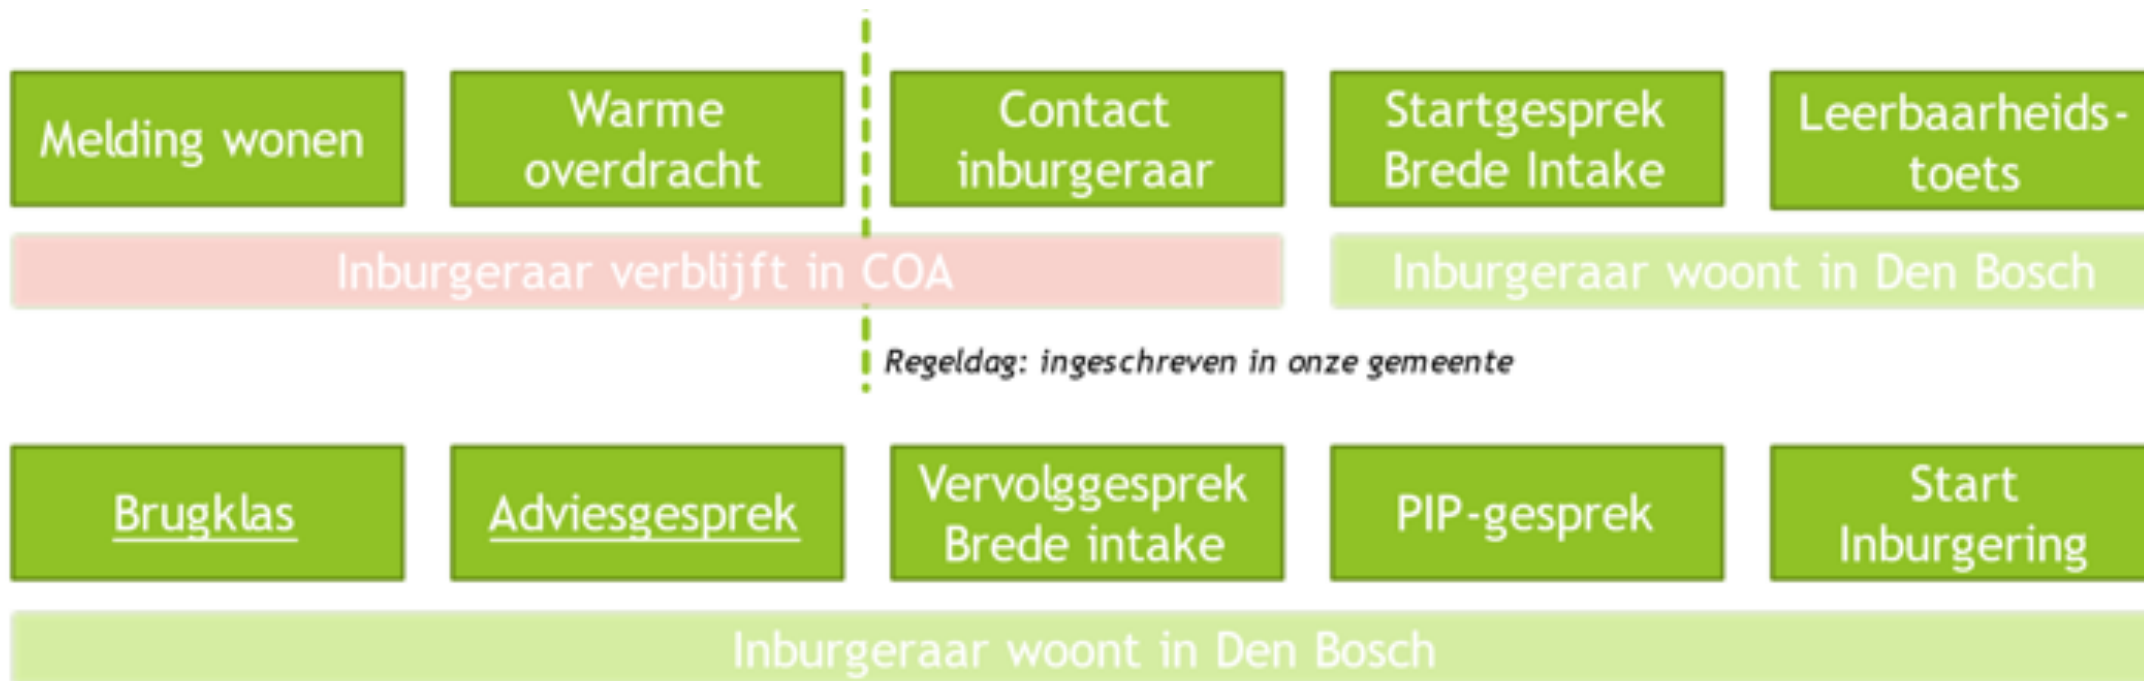 Melding wonen
Warme
overdracht
Contact
inburgeraar
Startgesprek
Brede Intake
Leerbaarheids-
toets
Inburgeraar verblijft in COA
Inburgeraar woont in Den Bosch
Regeldag: ingeschreven in onze gemeente
Brugklas
Adviesgesprek
Vervolggesprek
Brede intake
PIP-gesprek
Start
Inburgering
Inburgeraar woont in Den Bosch